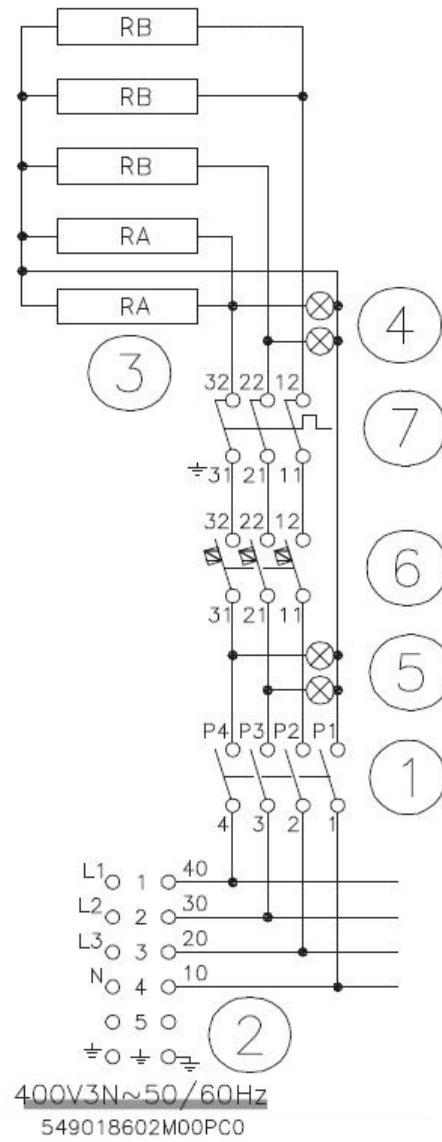 RB
RB
RB
RA
RA
4
3
32 22 12
7
31 21 11
32 22 12
6
31 21 11
5
P4 P3 P2 P1
1
4 3 2 1
L1 1 40
L2 2 30
L3 3 20
N 4 10
5
2
400V3N~50/60Hz
549018602M00PC0